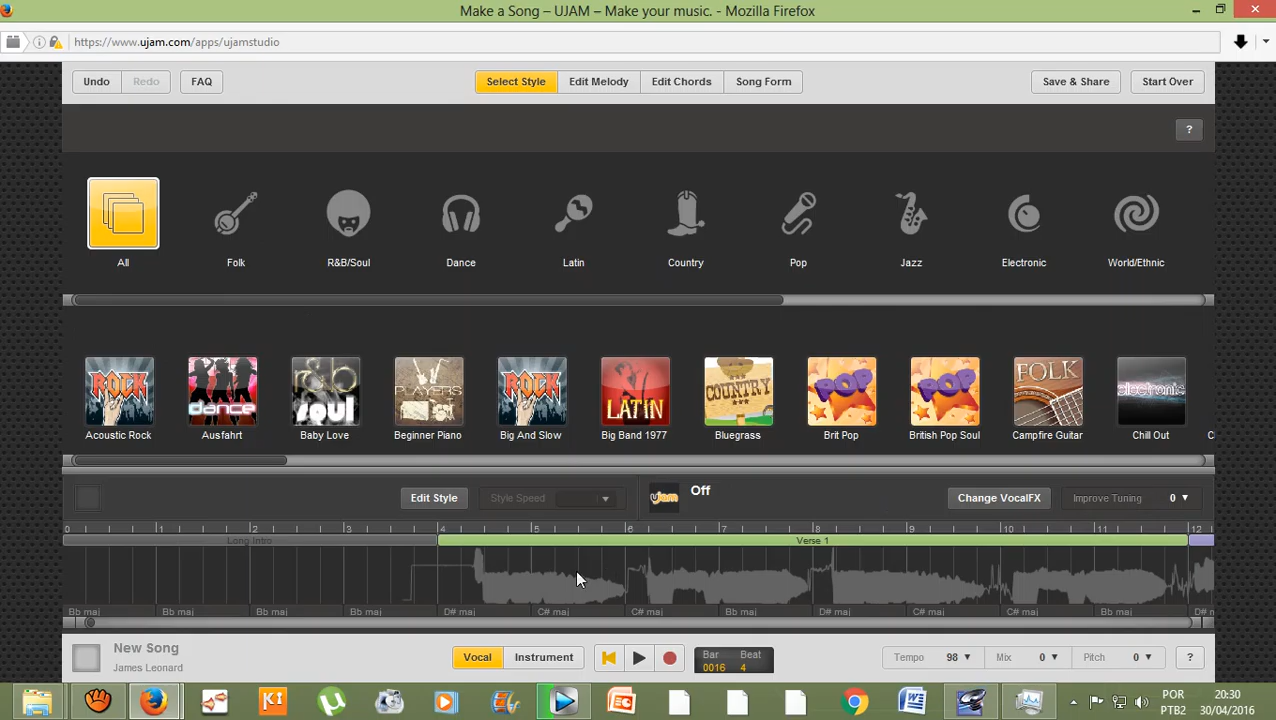 Make a Song – UJAM – Make your music. - Mozilla Firefox
https://www.ujam.com/apps/ujamstudio
Undo Redo FAQ Select Style Edit Melody Edit Chords Song Form Save & Share Start Over
?
All Folk R&B/Soul Dance Latin Country Pop Jazz Electronic World/Ethnic
ROCK dance r&b soul PLAYERS ROCK LATIN COUNTRY POP POP FOLK electronic
Acoustic Rock Ausfahrt Baby Love Beginner Piano Big And Slow Big Band 1977 Bluegrass Brit Pop British Pop Soul Campfire Guitar Chill Out C
Edit Style Style Speed ujam Off Change VocalFX Improve Tuning 0
0 1 2 3 4 5 6 7 8 9 10 11 12
Long Intro Verse 1
Bb maj Bb maj Bb maj Bb maj D# maj C# maj C# maj Bb maj D# maj C# maj C# maj Bb maj D# m
New Song
James Leonard
Vocal Instrument
Bar Beat
0016 4
Tempo 98 Mix 0 Pitch 0 ?
POR
PTB2
20:30
30/04/2016